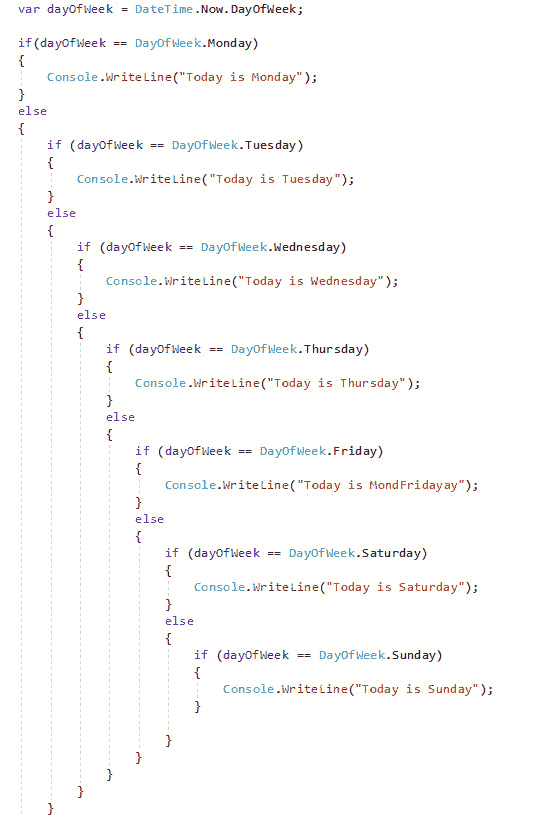 var dayOfWeek = DateTime.Now.DayOfWeek;

if(dayOfWeek == DayOfWeek.Monday)
{
    Console.WriteLine("Today is Monday");
}
else
{
    if (dayOfWeek == DayOfWeek.Tuesday)
    {
        Console.WriteLine("Today is Tuesday");
    }
    else
    {
        if (dayOfWeek == DayOfWeek.Wednesday)
        {
            Console.WriteLine("Today is Wednesday");
        }
        else
        {
            if (dayOfWeek == DayOfWeek.Thursday)
            {
                Console.WriteLine("Today is Thursday");
            }
            else
            {
                if (dayOfWeek == DayOfWeek.Friday)
                {
                    Console.WriteLine("Today is MondFridayay");
                }
                else
                {
                    if (dayOfWeek == DayOfWeek.Saturday)
                    {
                        Console.WriteLine("Today is Saturday");
                    }
                    else
                    {
                        if (dayOfWeek == DayOfWeek.Sunday)
                        {
                            Console.WriteLine("Today is Sunday");
                        }

                    }
                }
            }
        }
    }